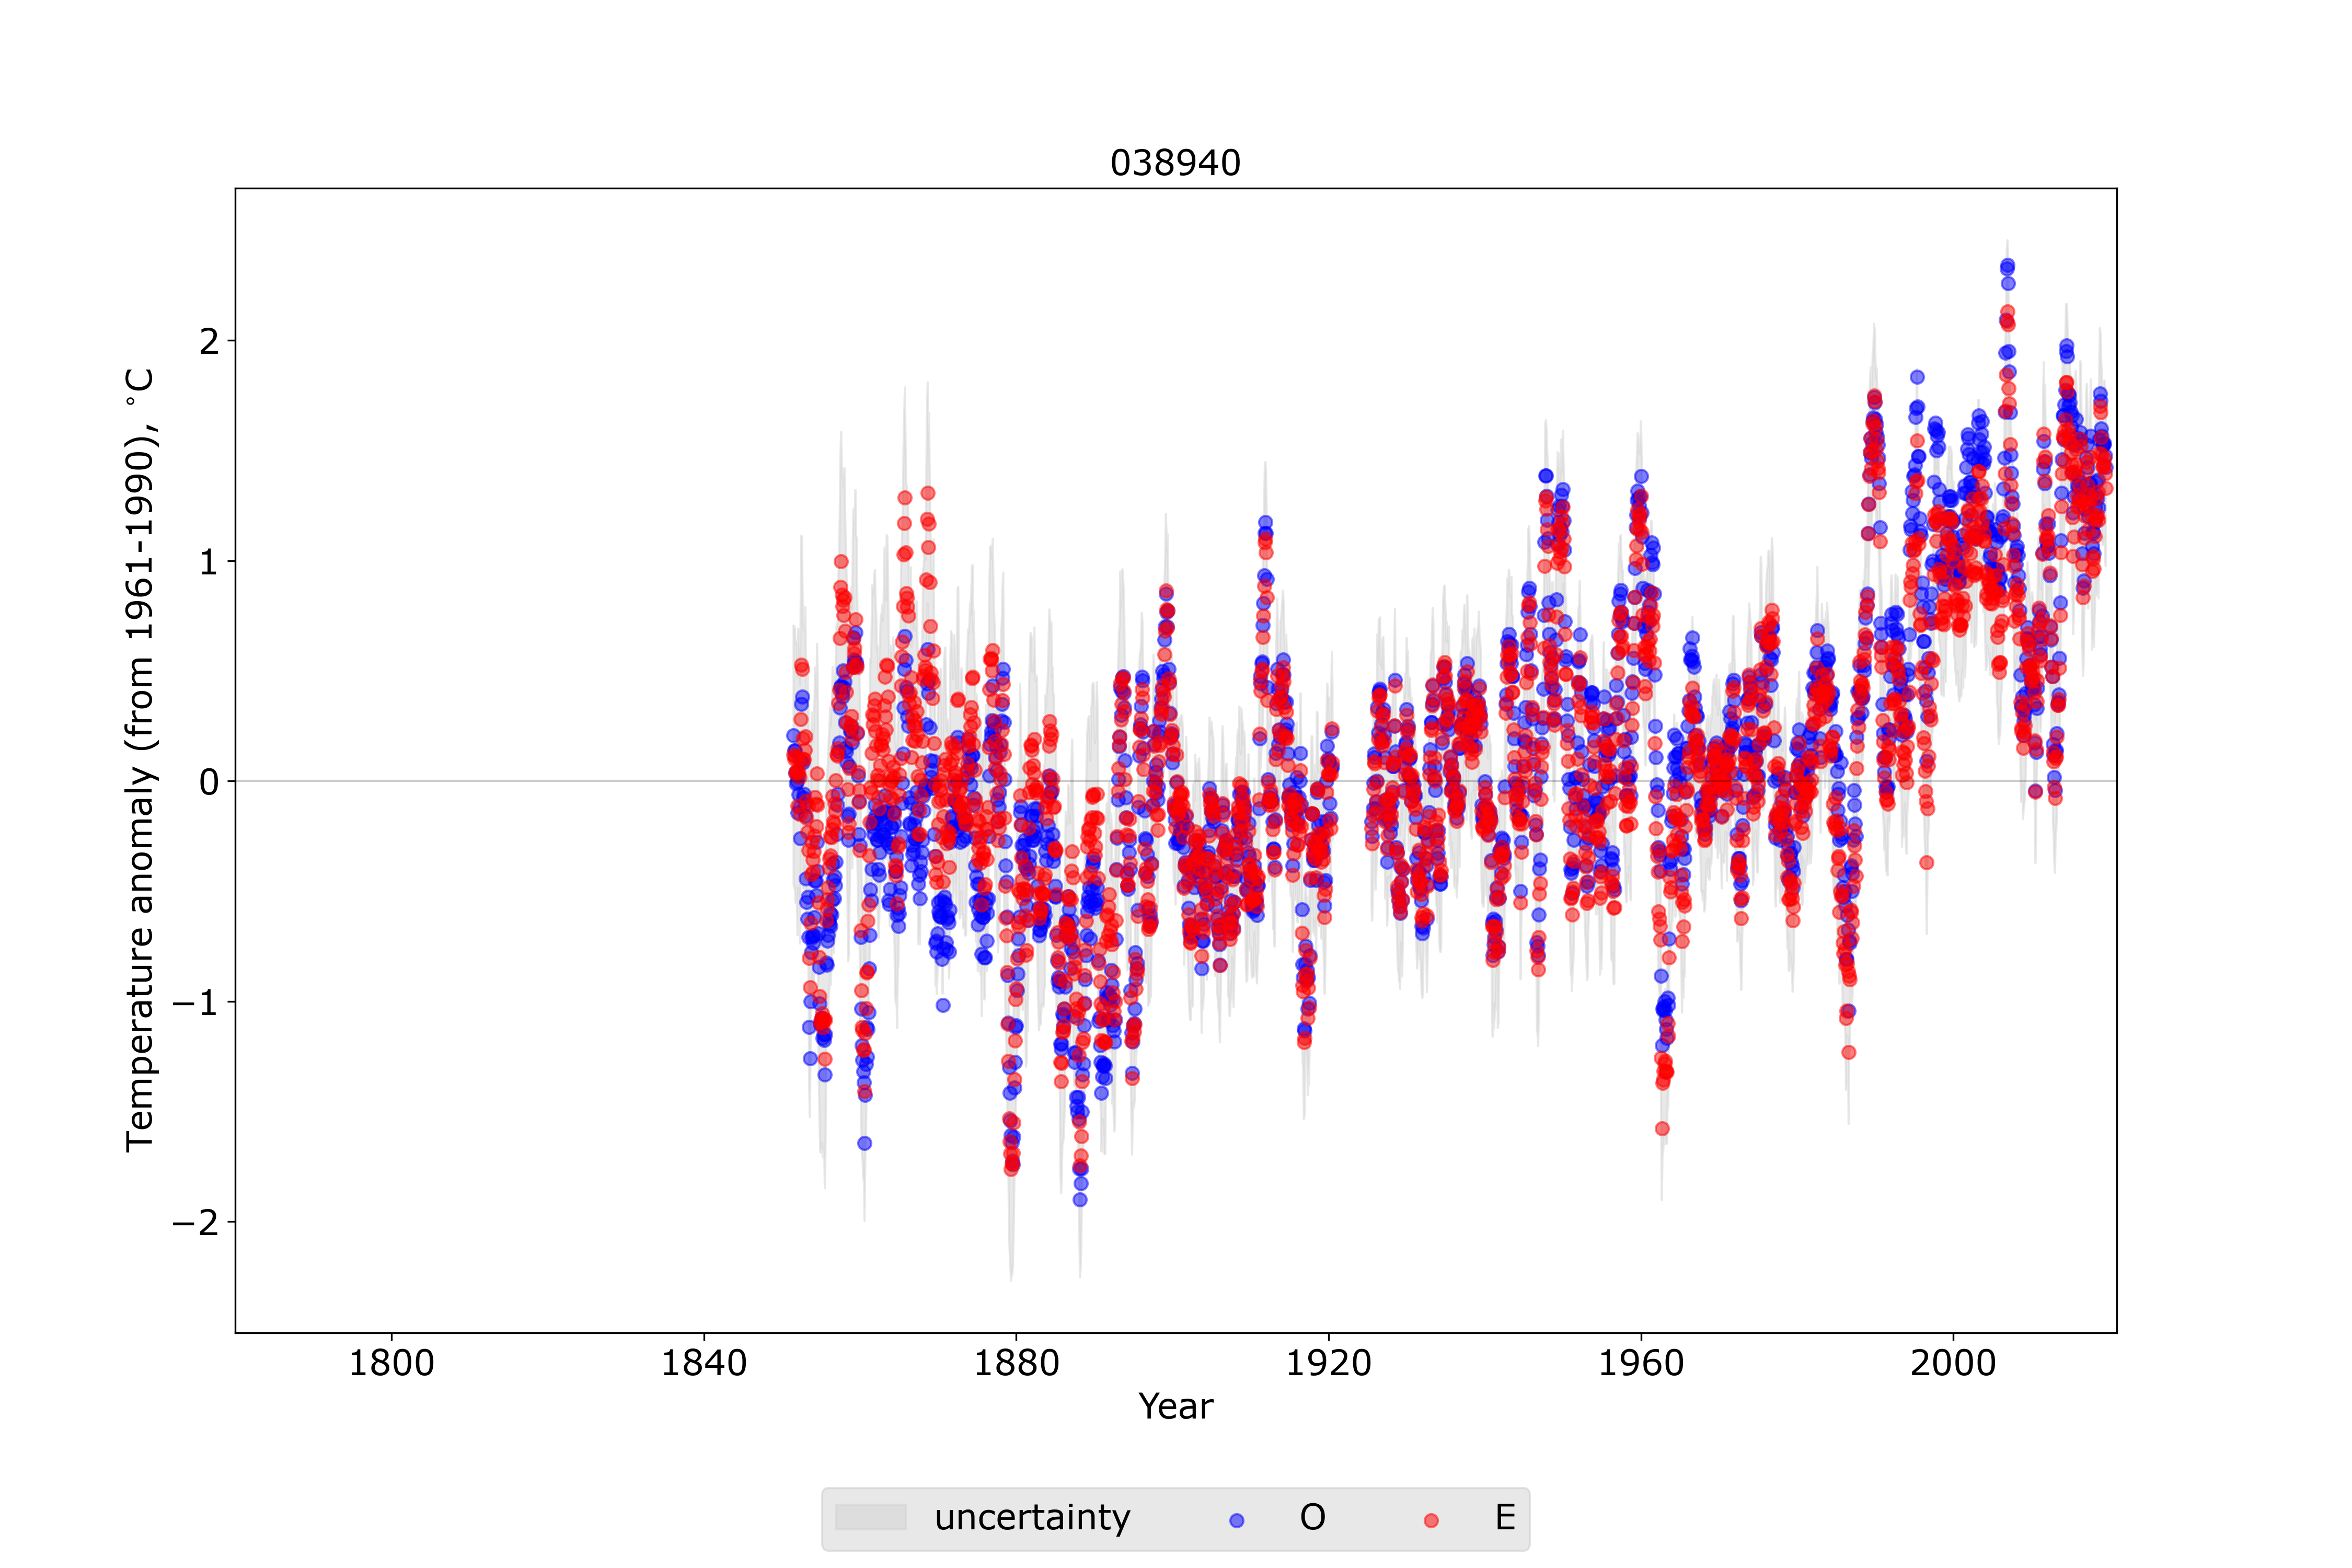 038940
Temperature anomaly (from 1961-1990), °C
2
1
0
−1
−2
1800 1840 1880 1920 1960 2000
Year
uncertainty O E